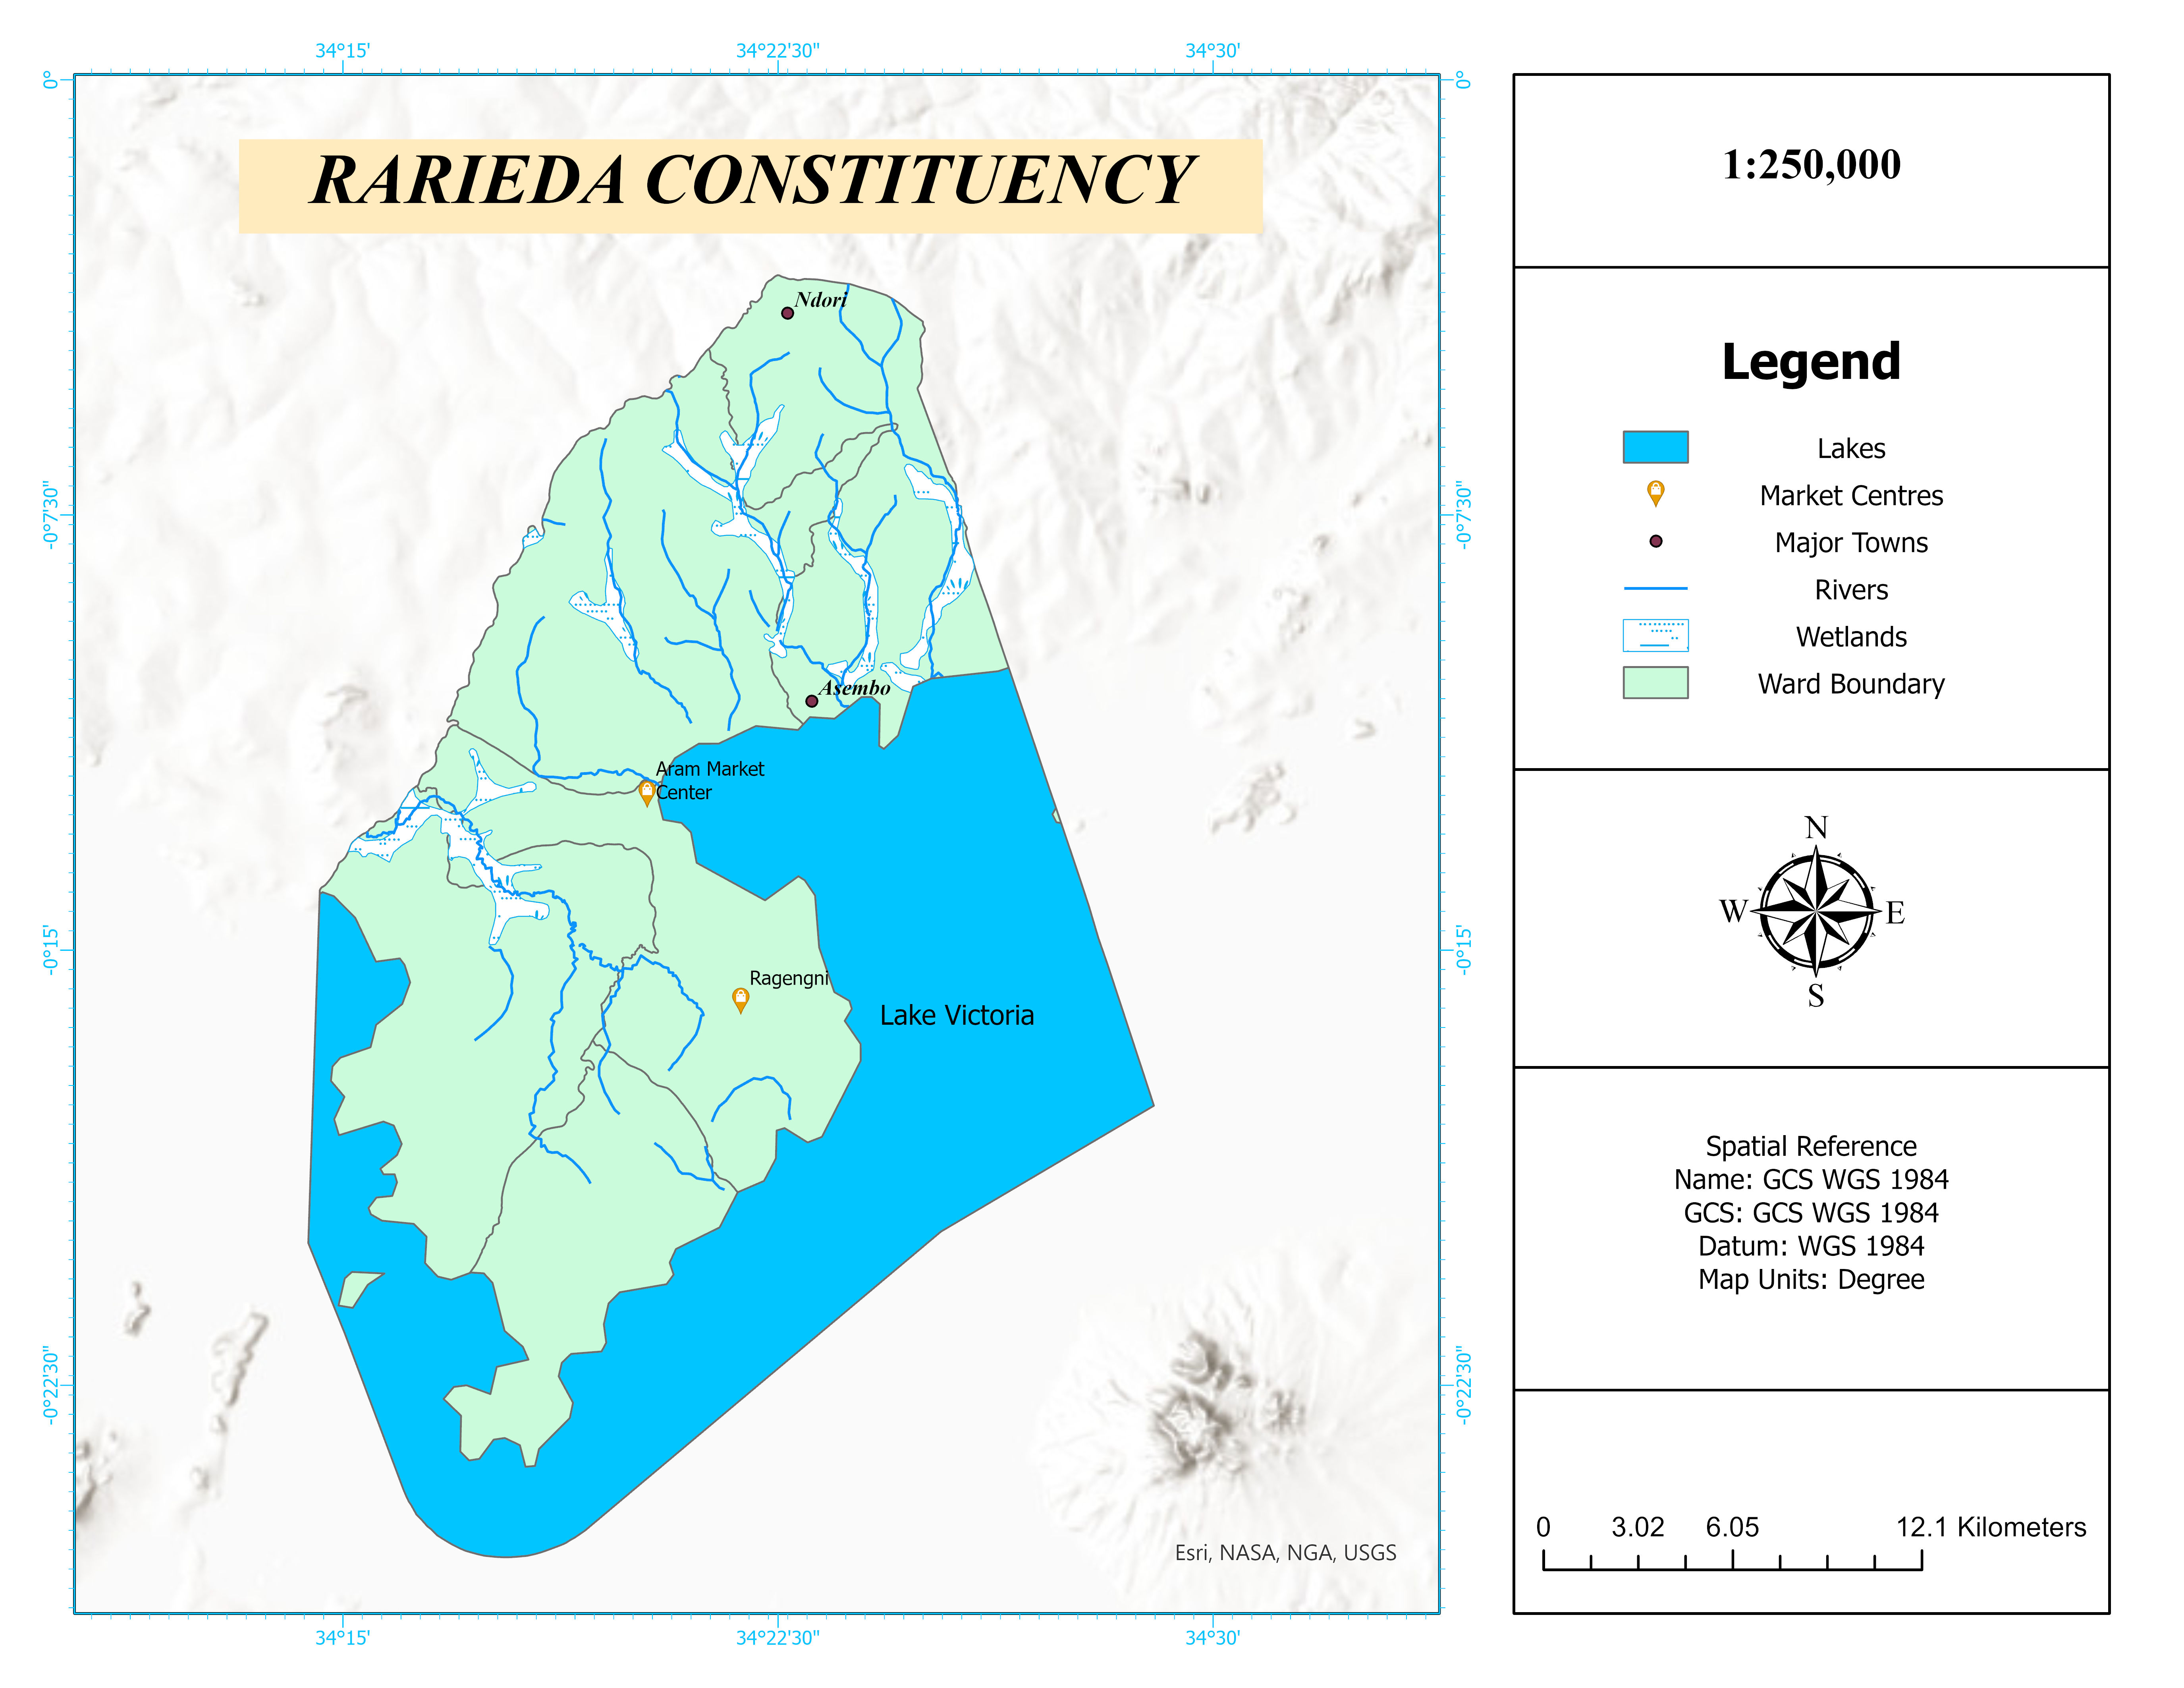 34°15'
34°22'30"
34°30'
0°
0°
RARIEDA CONSTITUENCY
Ndori
-0°7'30"
-0°7'30"
Asembo
Aram Market
Center
-0°15'
-0°15'
Ragengni
Lake Victoria
-0°22'30"
-0°22'30"
Esri, NASA, NGA, USGS
34°15'
34°22'30"
34°30'
1:250,000
Legend
Lakes
Market Centres
Major Towns
Rivers
Wetlands
Ward Boundary
N
W E
S
Spatial Reference
Name: GCS WGS 1984
GCS: GCS WGS 1984
Datum: WGS 1984
Map Units: Degree
0 3.02 6.05 12.1 Kilometers